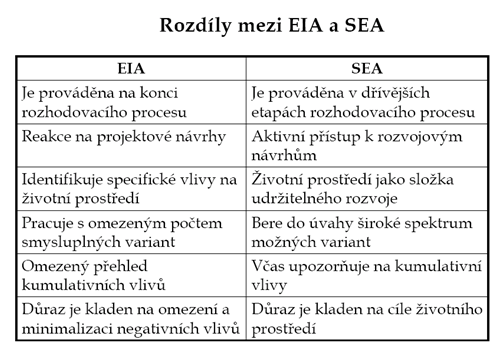 Rozdíly mezi EIA a SEA
EIA
SEA
Je prováděna na konci
rozhodovacího procesu
Je prováděna v dřívějších
etapách rozhodovacího procesu
Reakce na projektové návrhy
Aktivní přístup k rozvojovým
návrhům
Identifikuje specifické vlivy na
životní prostředí
Životní prostředí jako složka
udržitelného rozvoje
Pracuje s omezeným počtem
smysluplných variant
Bere do úvahy široké spektrum
možných variant
Omezený přehled
kumulativních vlivů
Včas upozorňuje na kumulativní
vlivy
Důraz je kladen na omezení a
minimalizaci negativních vlivů
Důraz je kladen na cíle životního
prostředí